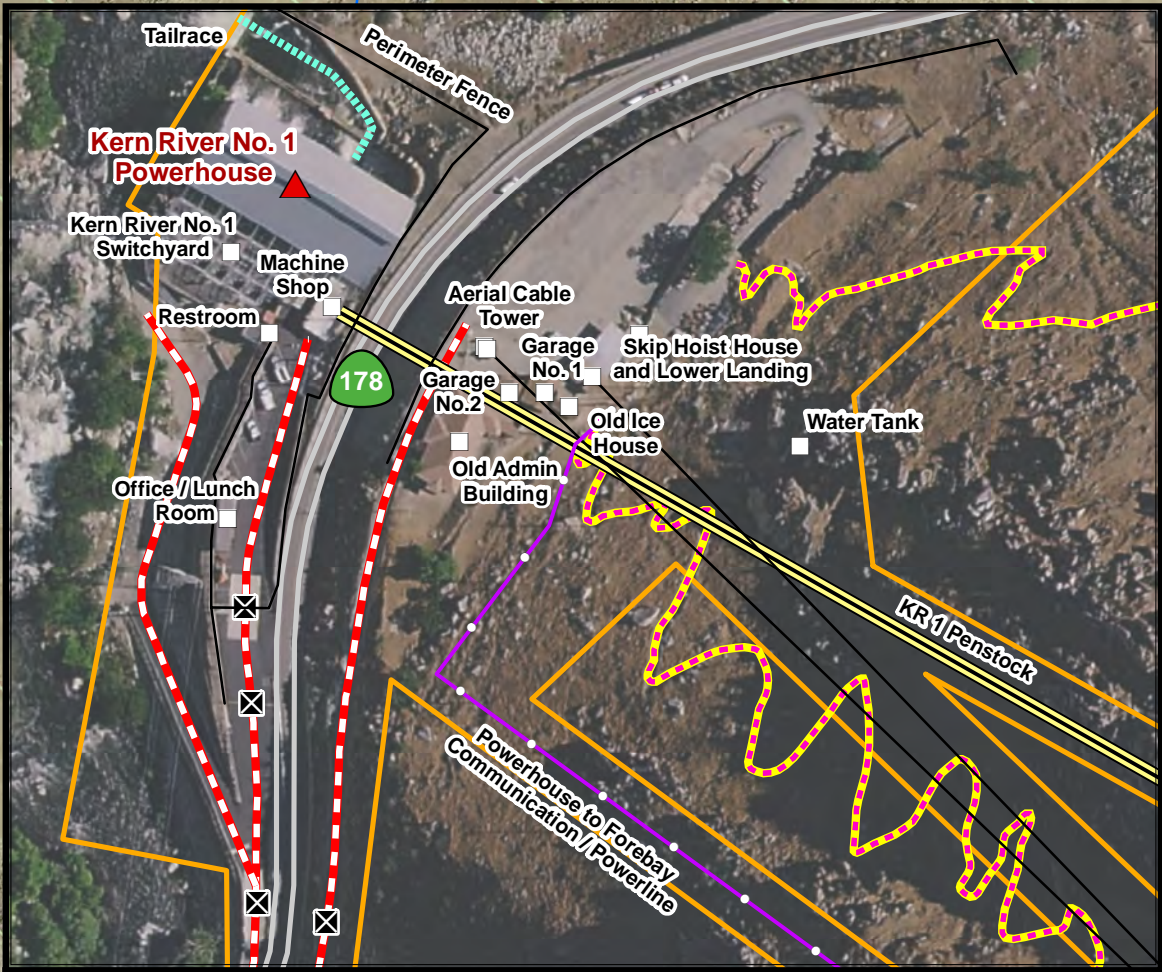 Tailrace
Perimeter Fence
Kern River No. 1
Powerhouse
Kern River No. 1
Switchyard
Machine
Shop
Restroom
Aerial Cable
Tower
178
Garage
No. 1
Skip Hoist House
and Lower Landing
Garage
No.2
Old Ice
House
Water Tank
Old Admin
Building
Office / Lunch
Room
KR 1 Penstock
Powerhouse to Forebay
Communication / Powerline